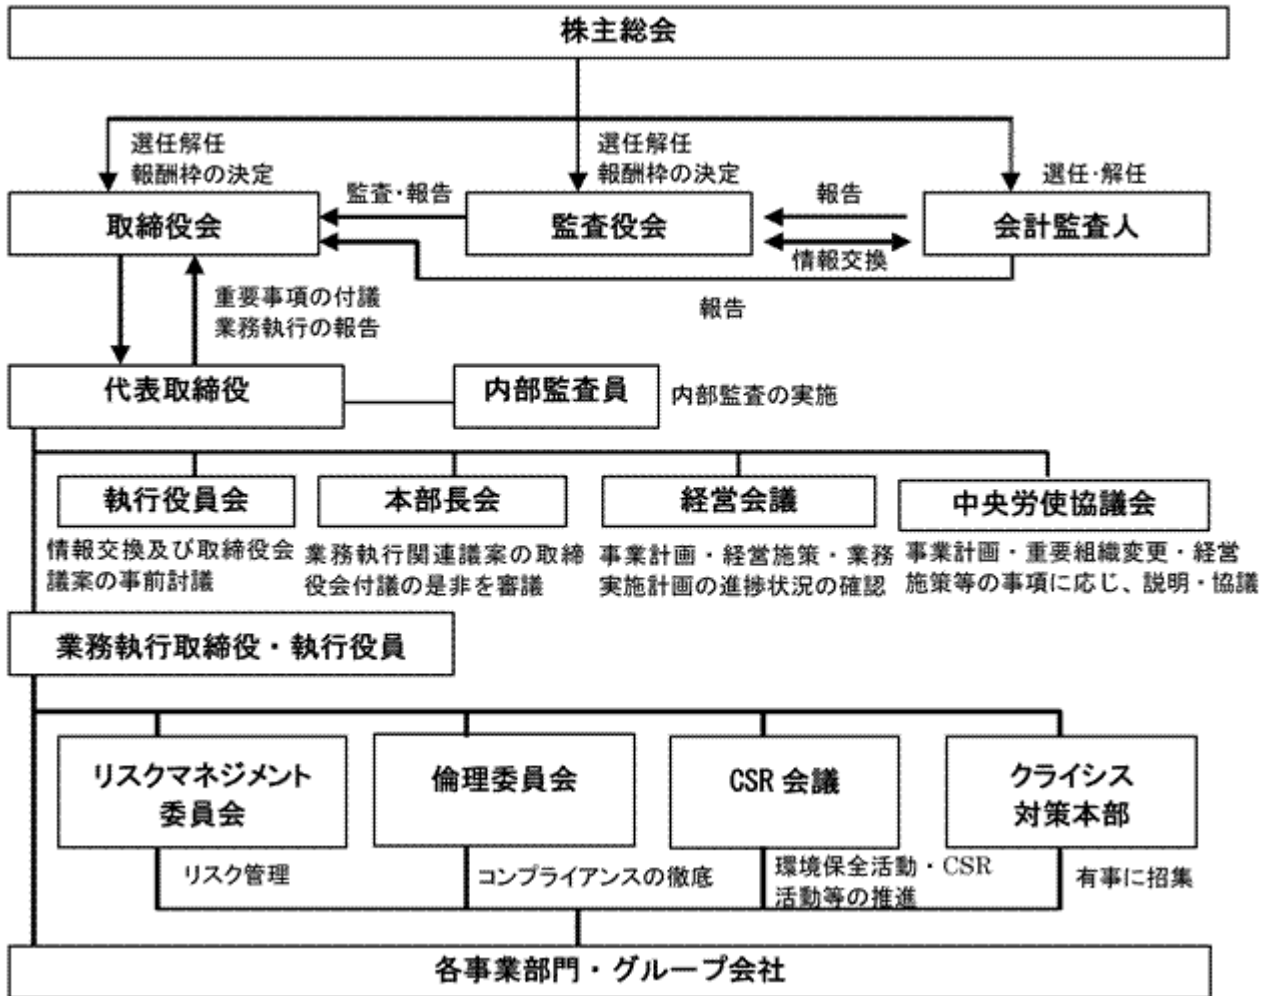 株主総会
選任解任
報酬枠の決定
選任解任
報酬枠の決定
選任・解任
取締役会
監査・報告
監査役会
報告
情報交換
会計監査人
報告
重要事項の付議
業務執行の報告
代表取締役
内部監査員
内部監査の実施
執行役員会
情報交換及び取締役会
議案の事前討議
本部長会
業務執行関連議案の取締
役会付議の是非を審議
経営会議
事業計画・経営施策・業務
実施計画の進捗状況の確認
中央労使協議会
事業計画・重要組織変更・経営
施策等の事項に応じ、説明・協議
業務執行取締役・執行役員
リスクマネジメント
委員会
リスク管理
倫理委員会
コンプライアンスの徹底
CSR 会議
環境保全活動・CSR
活動等の推進
クライシス
対策本部
有事に招集
各事業部門・グループ会社